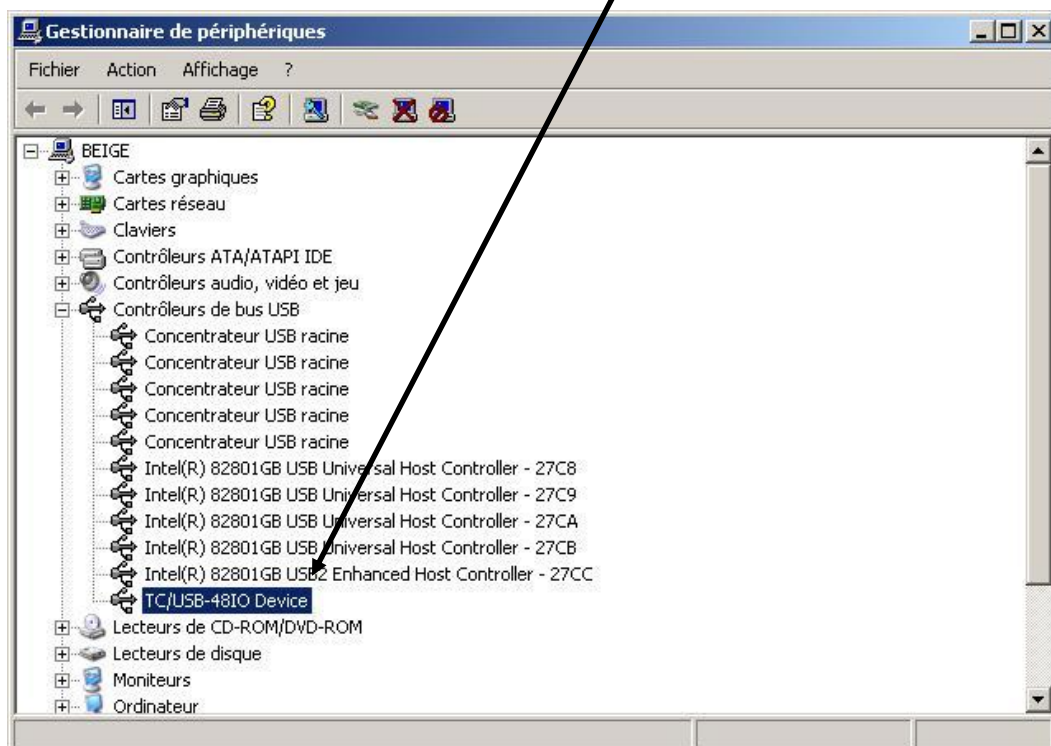 Gestionnaire de périphériques
Fichier Action Affichage ?
BEIGE
Cartes graphiques
Cartes réseau
Claviers
Contrôleurs ATA/ATAPI IDE
Contrôleurs audio, vidéo et jeu
Contrôleurs de bus USB
Concentrateur USB racine
Concentrateur USB racine
Concentrateur USB racine
Concentrateur USB racine
Concentrateur USB racine
Intel(R) 82801GB USB Universal Host Controller - 27C8
Intel(R) 82801GB USB Universal Host Controller - 27C9
Intel(R) 82801GB USB Universal Host Controller - 27CA
Intel(R) 82801GB USB Universal Host Controller - 27CB
Intel(R) 82801GB USB2 Enhanced Host Controller - 27CC
TC/USB-48IO Device
Lecteurs de CD-ROM/DVD-ROM
Lecteurs de disque
Moniteurs
Ordinateur